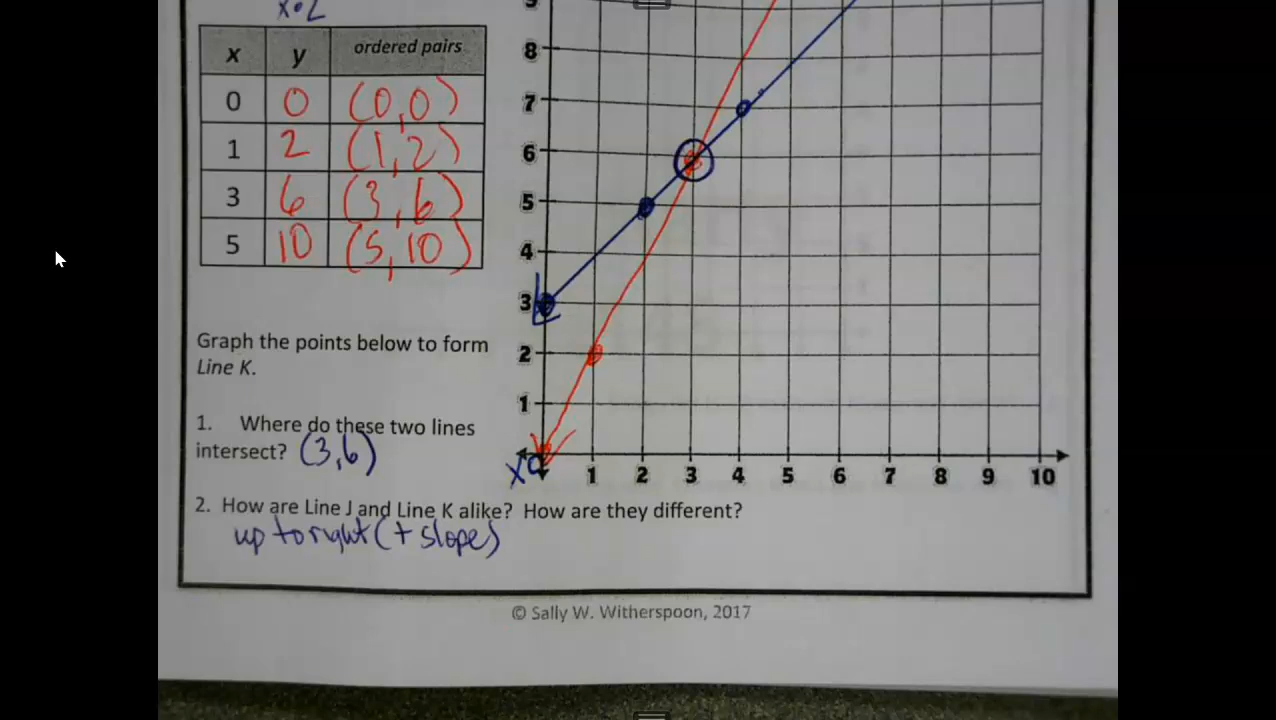 x•2
x y ordered pairs
0 0 (0,0)
1 2 (1,2)
3 6 (3,6)
5 10 (5,10)
Graph the points below to form
Line K.
1. Where do these two lines
intersect? (3,6)
2. How are Line J and Line K alike? How are they different?
up to right (+ slope)
9
8
7
6
5
4
3
2
1
1 2 3 4 5 6 7 8 9 10
© Sally W. Witherspoon, 2017